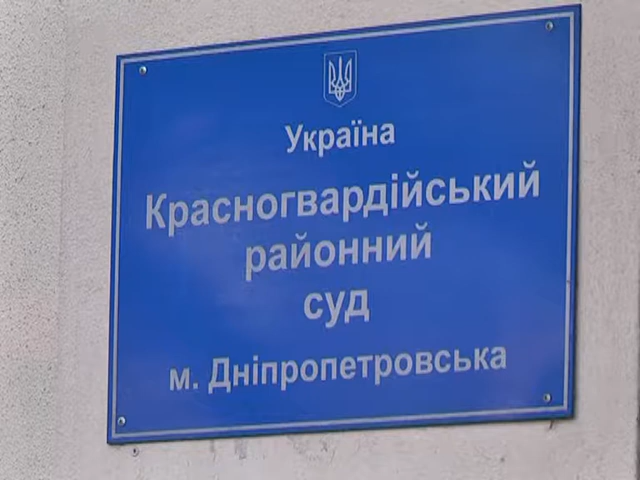 Україна
Красногвардійський
районний
суд
м. Дніпропетровська